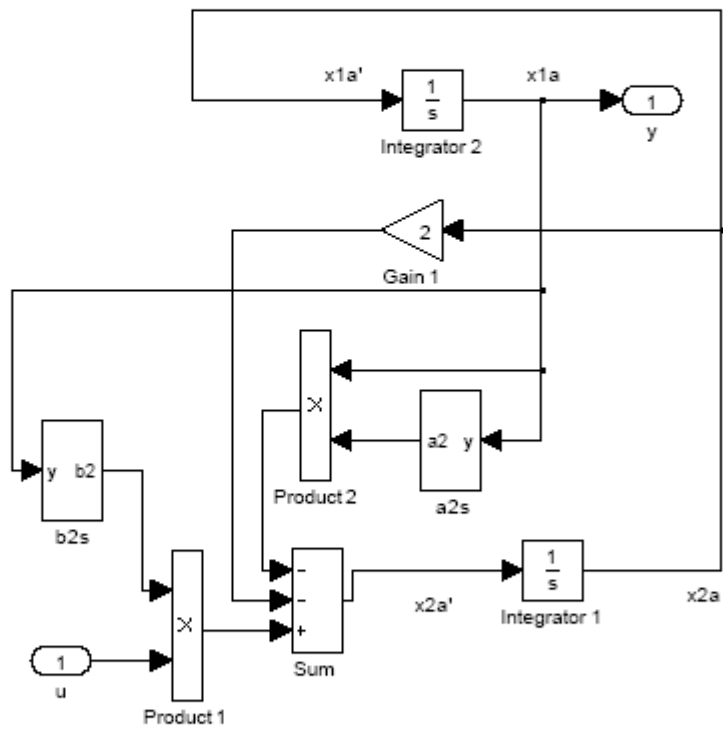 x1a'
1
s
x1a
1
Integrator 2
y
2
Gain 1
X
a2 y
y b2
Product 2
a2s
b2s
-
1
s
X
-
x2a'
x2a
+
Integrator 1
1
Sum
u
Product 1